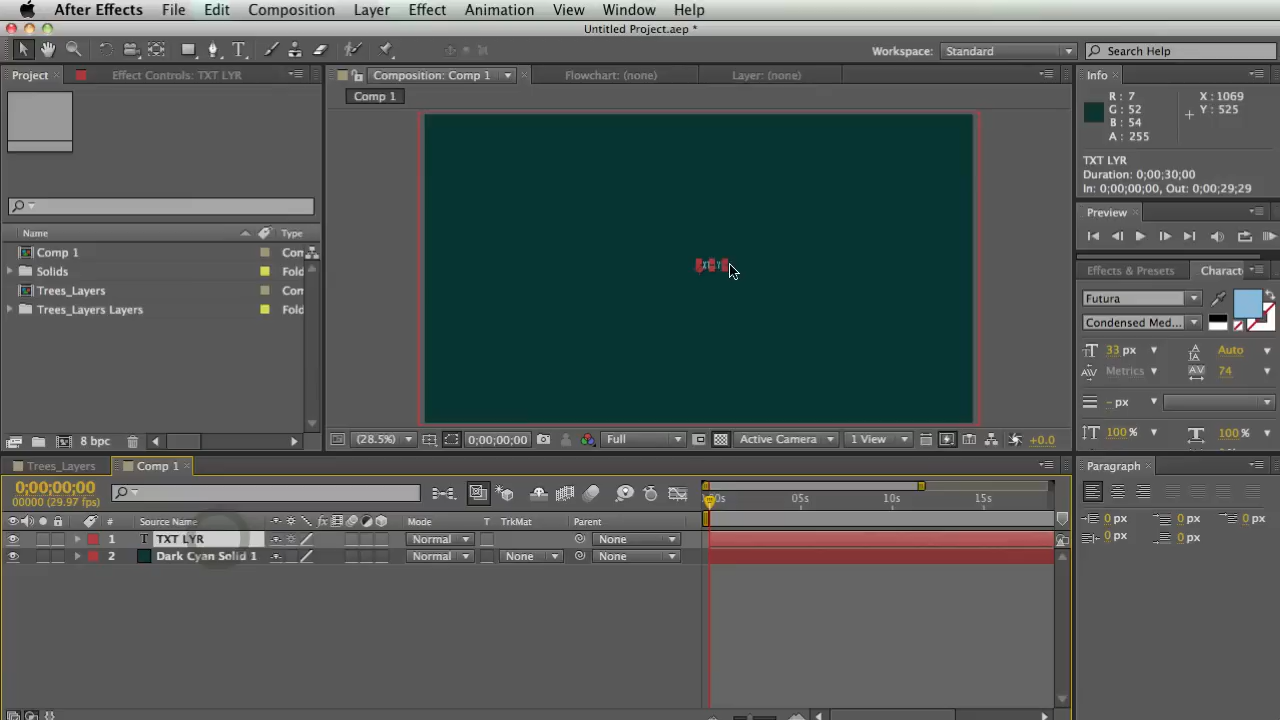 After Effects File Edit Composition Layer Effect Animation View Window Help
Untitled Project.aep *
Workspace: Standard Search Help
Project Effect Controls: TXT LYR
Composition: Comp 1 Flowchart: (none) Layer: (none)
Comp 1
Info
R : 7
G : 52
B : 54
A : 255
X : 1069
Y : 525
TXT LYR
Duration: 0;00;30;00
In: 0;00;00;00, Out: 0;00;29;29
Preview
Name Type
Comp 1 Con
Solids Fold
Trees_Layers Con
Trees_Layers Layers Fold
8 bpc
Effects & Presets Charact
Futura
Condensed Med...
T 33 px Auto
Metrics AV 74
- px
100 % 100 %
(28.5%) 0;00;00;00 Full Active Camera 1 View +0.0
Trees_Layers Comp 1
0;00;00;00
00000 (29.97 fps)
05s 10s 15s
# Source Name fx Mode T TrkMat Parent
1 T TXT LYR Normal None
2 Dark Cyan Solid 1 Normal None None
Paragraph
0 px 0 px 0 px
0 px 0 px